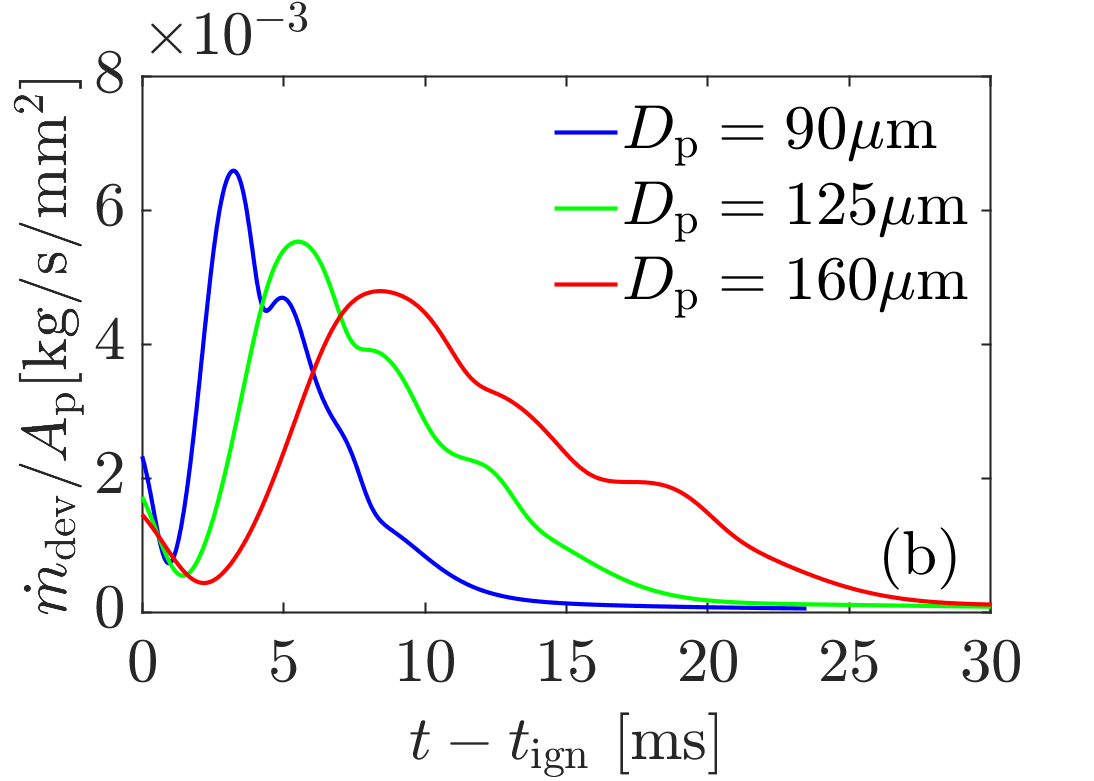 ×10⁻³
ṁ_dev/A_p[kg/s/mm²]
8
6
4
2
0
D_p = 90μm
D_p = 125μm
D_p = 160μm
(b)
0 5 10 15 20 25 30
t − t_ign [ms]